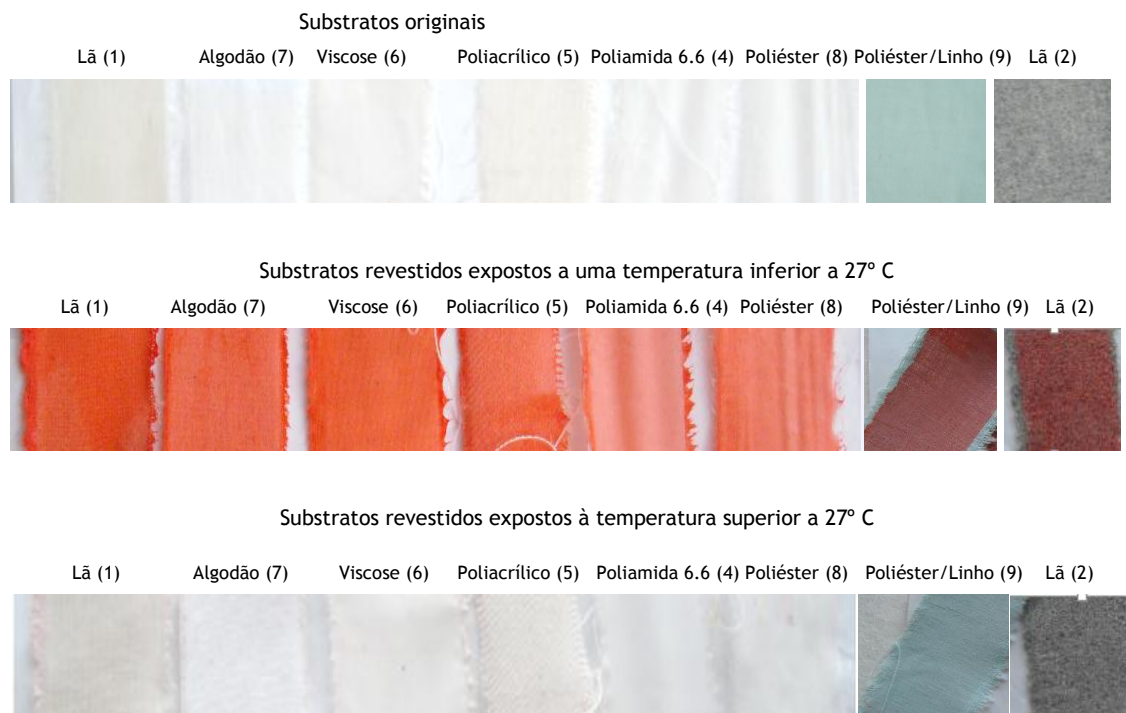 Substratos originais
Lã (1) Algodão (7) Viscose (6) Poliacrílico (5) Poliamida 6.6 (4) Poliéster (8) Poliéster/Linho (9) Lã (2)
Substratos revestidos expostos a uma temperatura inferior a 27º C
Lã (1) Algodão (7) Viscose (6) Poliacrílico (5) Poliamida 6.6 (4) Poliéster (8) Poliéster/Linho (9) Lã (2)
Substratos revestidos expostos à temperatura superior a 27º C
Lã (1) Algodão (7) Viscose (6) Poliacrílico (5) Poliamida 6.6 (4) Poliéster (8) Poliéster/Linho (9) Lã (2)